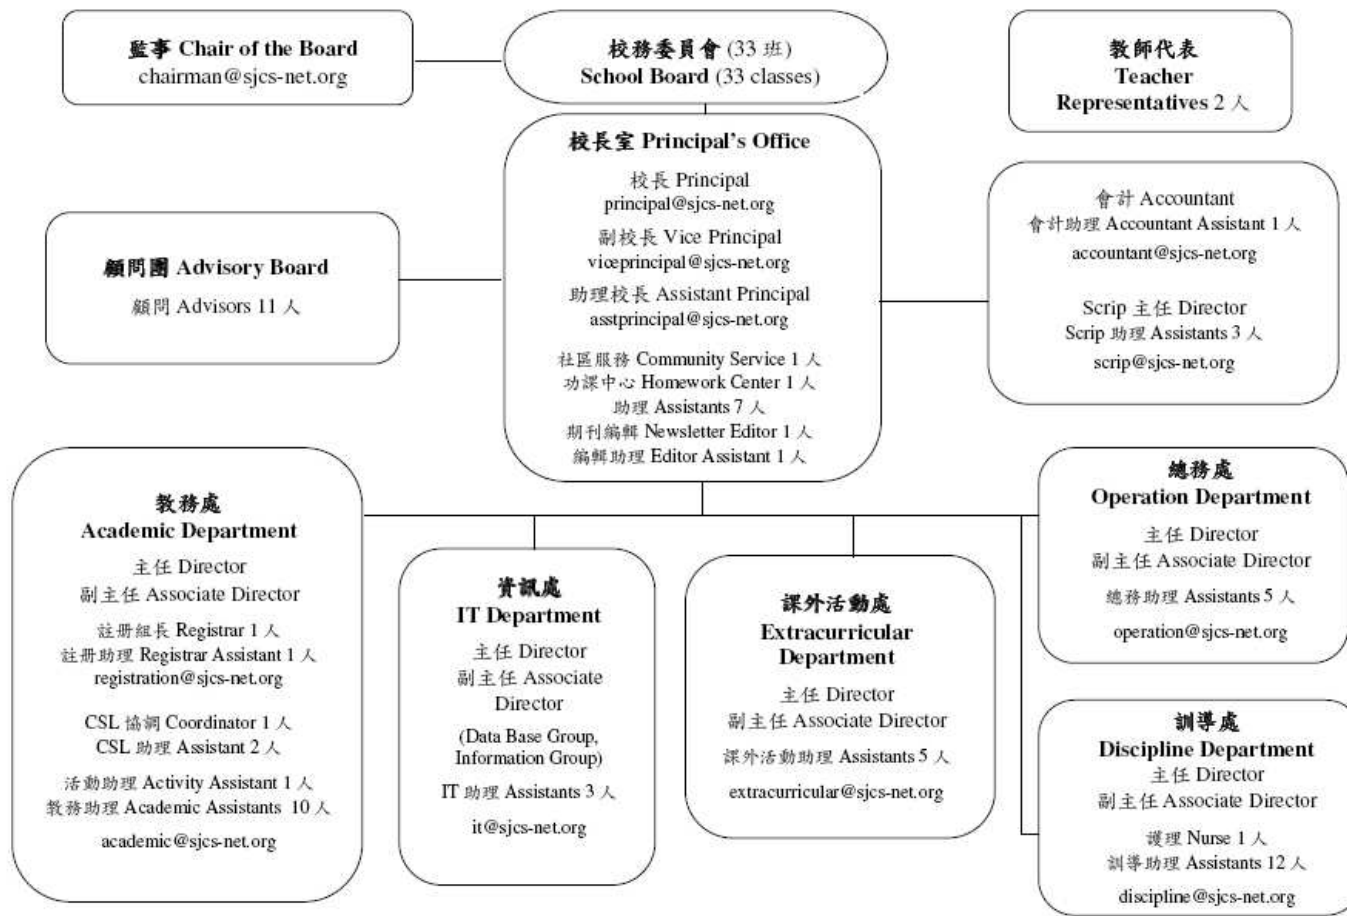 監事 Chair of the Board
chairman@sjcs-net.org
校務委員會 (33 班)
School Board (33 classes)
教師代表
Teacher
Representatives 2 人
校長室 Principal's Office
校長 Principal
principal@sjcs-net.org
副校長 Vice Principal
viceprincipal@sjcs-net.org
助理校長 Assistant Principal
asstprincipal@sjcs-net.org
社區服務 Community Service 1 人
功課中心 Homework Center 1 人
助理 Assistants 7 人
期刊編輯 Newsletter Editor 1 人
編輯助理 Editor Assistant 1 人
顧問團 Advisory Board
顧問 Advisors 11 人
會計 Accountant
會計助理 Accountant Assistant 1 人
accountant@sjcs-net.org
Scrip 主任 Director
Scrip 助理 Assistants 3 人
scrip@sjcs-net.org
教務處
Academic Department
主任 Director
副主任 Associate Director
註册組長 Registrar 1 人
註册助理 Registrar Assistant 1 人
registration@sjcs-net.org
CSL 協調 Coordinator 1 人
CSL 助理 Assistant 2 人
活動助理 Activity Assistant 1 人
教務助理 Academic Assistants 10 人
academic@sjcs-net.org
資訊處
IT Department
主任 Director
副主任 Associate
Director
(Data Base Group,
Information Group)
IT 助理 Assistants 3 人
it@sjcs-net.org
課外活動處
Extracurricular
Department
主任 Director
副主任 Associate Director
課外活動助理 Assistants 5 人
extracurricular@sjcs-net.org
總務處
Operation Department
主任 Director
副主任 Associate Director
總務助理 Assistants 5 人
operation@sjcs-net.org
訓導處
Discipline Department
主任 Director
副主任 Associate Director
護理 Nurse 1 人
訓導助理 Assistants 12 人
discipline@sjcs-net.org